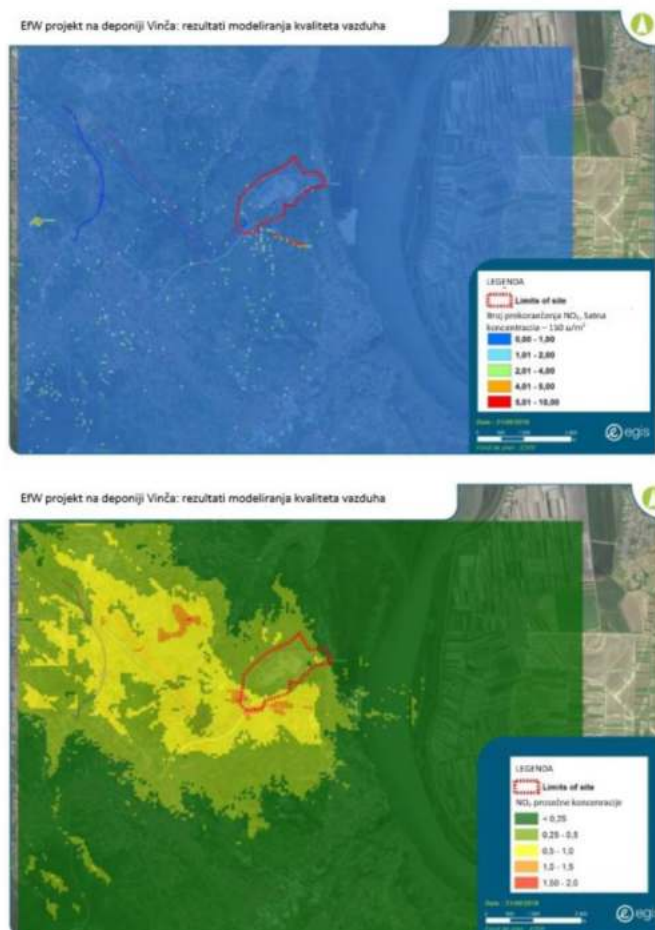 EfW projekt na deponiji Vinča: rezultati modeliranja kvaliteta vazduha
LEGENDA
Limits of site
Broj prekoračenja NO₂, Satna
koncentracija – 150 u/m³
0,00 - 1,00
1,01 - 2,00
2,01 - 4,00
4,01 - 5,00
5,01 - 10,00
egis
EfW projekt na deponiji Vinča: rezultati modeliranja kvaliteta vazduha
LEGENDA
Limits of site
NO₂ prosečne koncentracije
< 0,25
0,25 - 0,5
0,5 - 1,0
1,0 - 1,5
1,50 - 2,0
egis